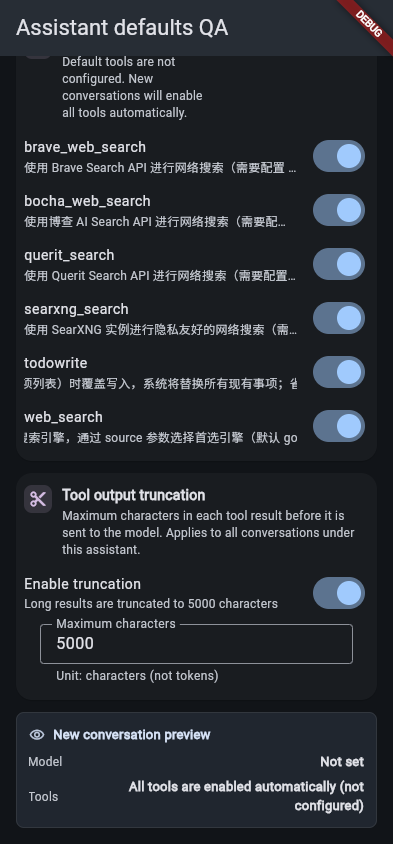 Assistant defaults QA
DEBUG
Default tools are not
configured. New
conversations will enable
all tools automatically.
brave_web_search
使用 Brave Search API 进行网络搜索（需要配置 …
bocha_web_search
使用博查 AI Search API 进行网络搜索（需要配…
querit_search
使用 Querit Search API 进行网络搜索（需要配置…
searxng_search
使用 SearXNG 实例进行隐私友好的网络搜索（需…
todowrite
项列表）时覆盖写入，系统将替换所有现有事项；
web_search
搜索引擎，通过 source 参数选择首选引擎（默认 go
Tool output truncation
Maximum characters in each tool result before it is
sent to the model. Applies to all conversations under
this assistant.
Enable truncation
Long results are truncated to 5000 characters
Maximum characters
5000
Unit: characters (not tokens)
New conversation preview
Model
Not set
Tools
All tools are enabled automatically (not
configured)